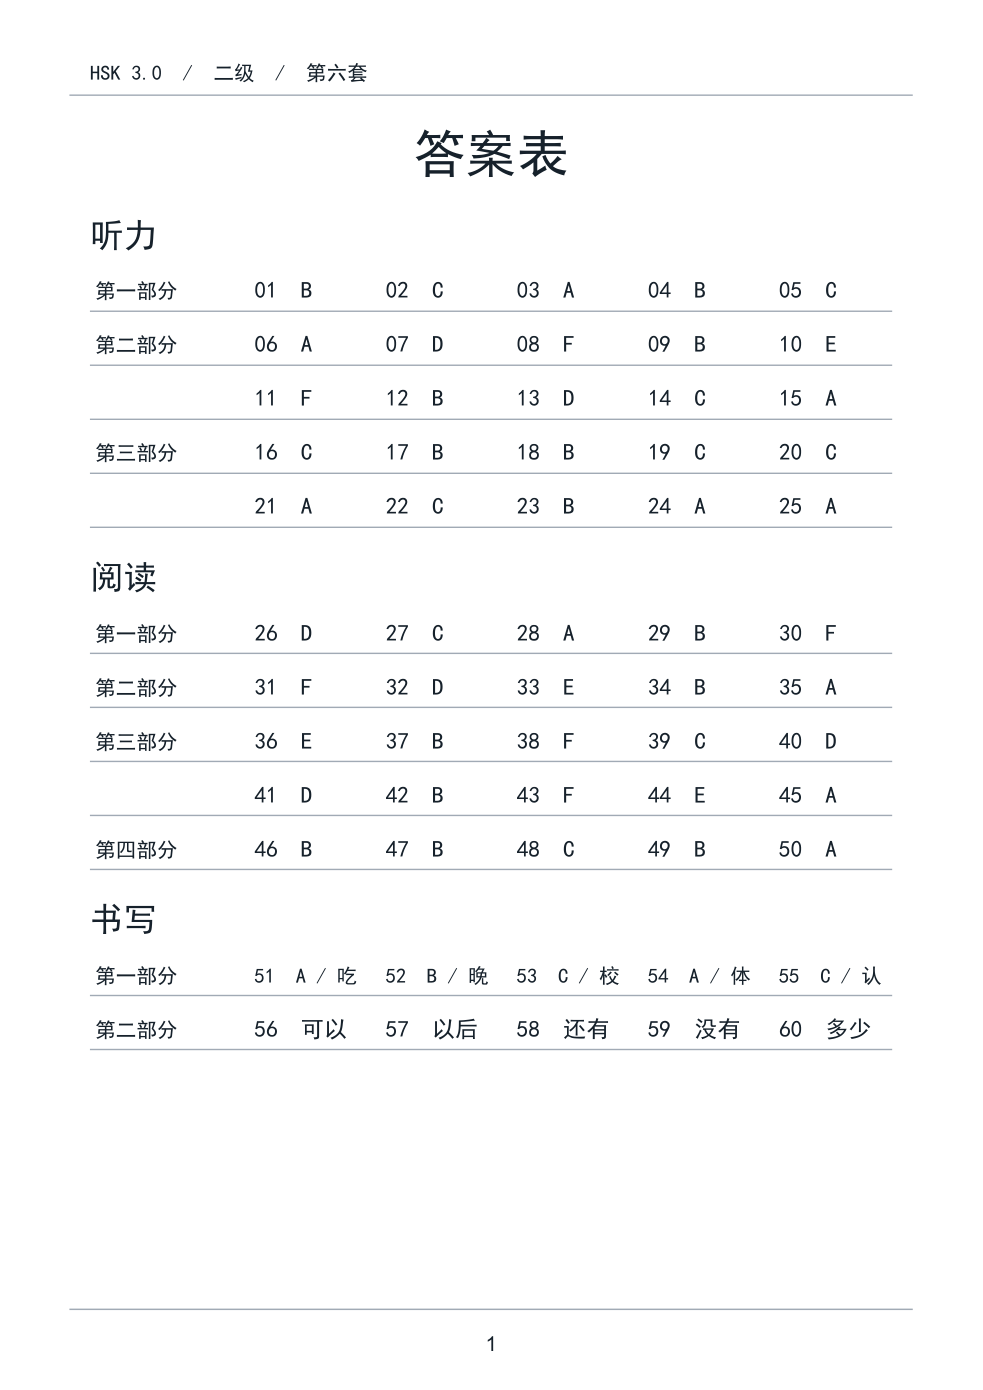 HSK 3.0 / 二级 / 第六套
答案表
听力
第一部分 01 B 02 C 03 A 04 B 05 C
第二部分 06 A 07 D 08 F 09 B 10 E
11 F 12 B 13 D 14 C 15 A
第三部分 16 C 17 B 18 B 19 C 20 C
21 A 22 C 23 B 24 A 25 A
阅读
第一部分 26 D 27 C 28 A 29 B 30 F
第二部分 31 F 32 D 33 E 34 B 35 A
第三部分 36 E 37 B 38 F 39 C 40 D
41 D 42 B 43 F 44 E 45 A
第四部分 46 B 47 B 48 C 49 B 50 A
书写
第一部分 51 A / 吃 52 B / 晚 53 C / 校 54 A / 体 55 C / 认
第二部分 56 可以 57 以后 58 还有 59 没有 60 多少
1